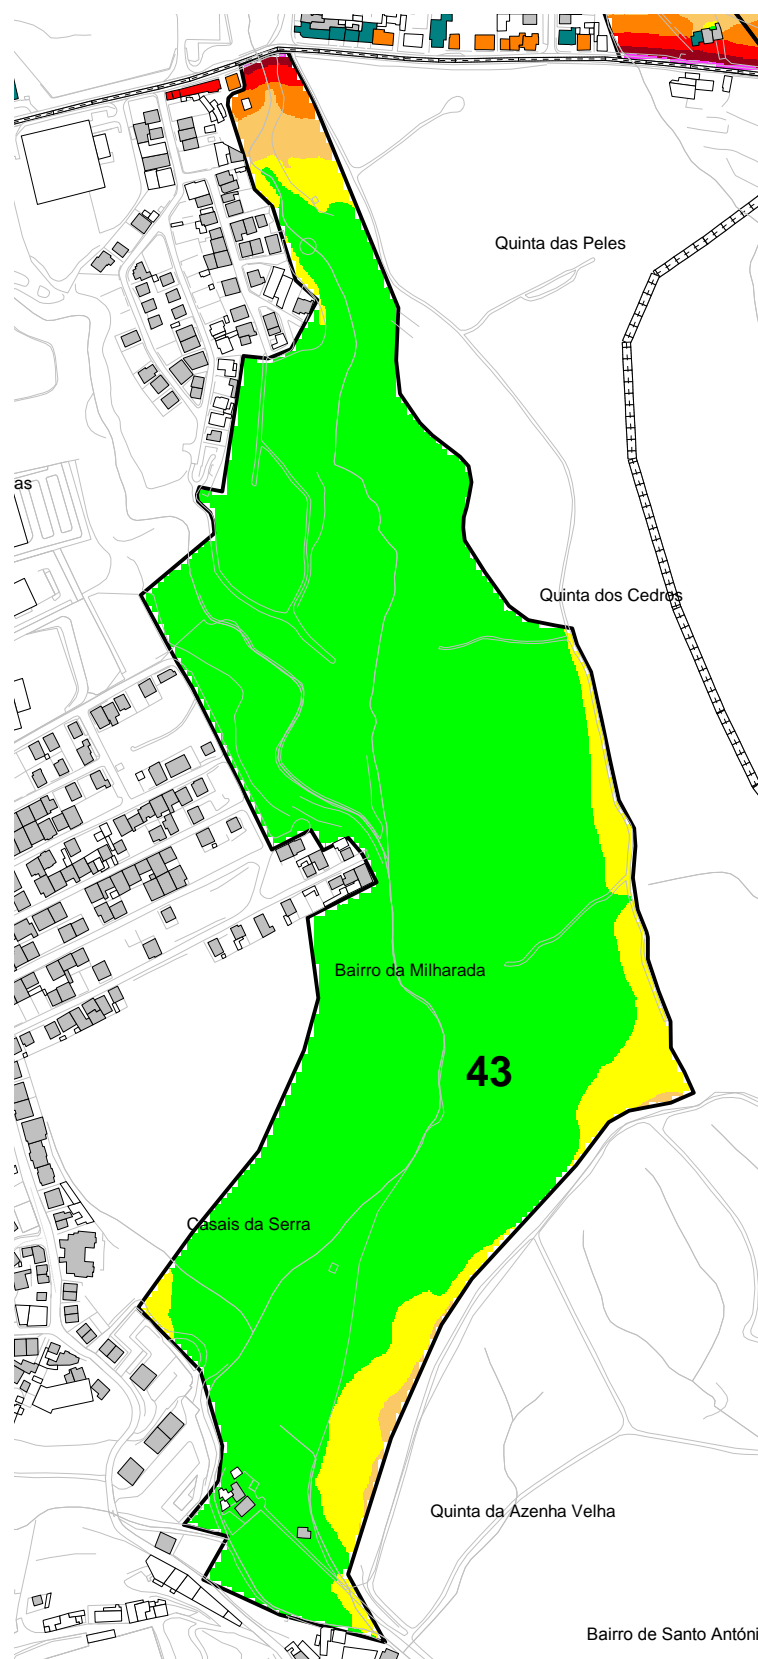 Quinta das Peles
as
Quinta dos Cedros
Bairro da Milharada
43
Casais da Serra
Quinta da Azenha Velha
Bairro de Santo Antóni